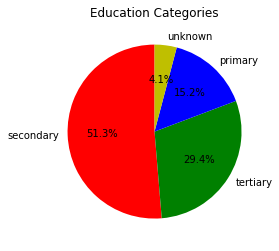 Education Categories
unknown
4.1%
primary
15.2%
secondary
51.3%
29.4%
tertiary